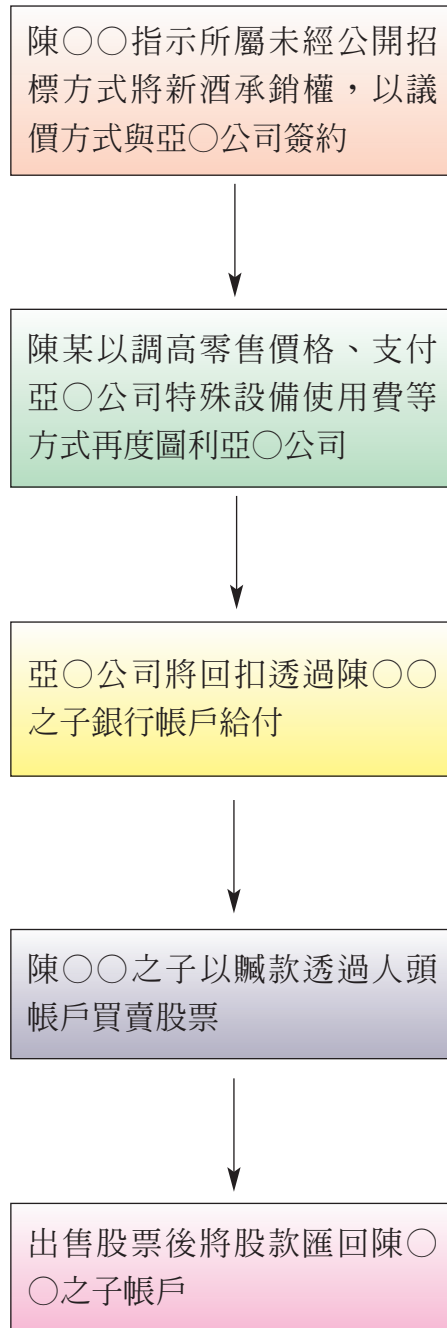 陳○○指示所屬未經公開招
標方式將新酒承銷權，以議
價方式與亞○公司簽約
陳某以調高零售價格、支付
亞○公司特殊設備使用費等
方式再度圖利亞○公司
亞○公司將回扣透過陳○○
之子銀行帳戶給付
陳○○之子以贓款透過人頭
帳戶買賣股票
出售股票後將股款匯回陳○
○之子帳戶